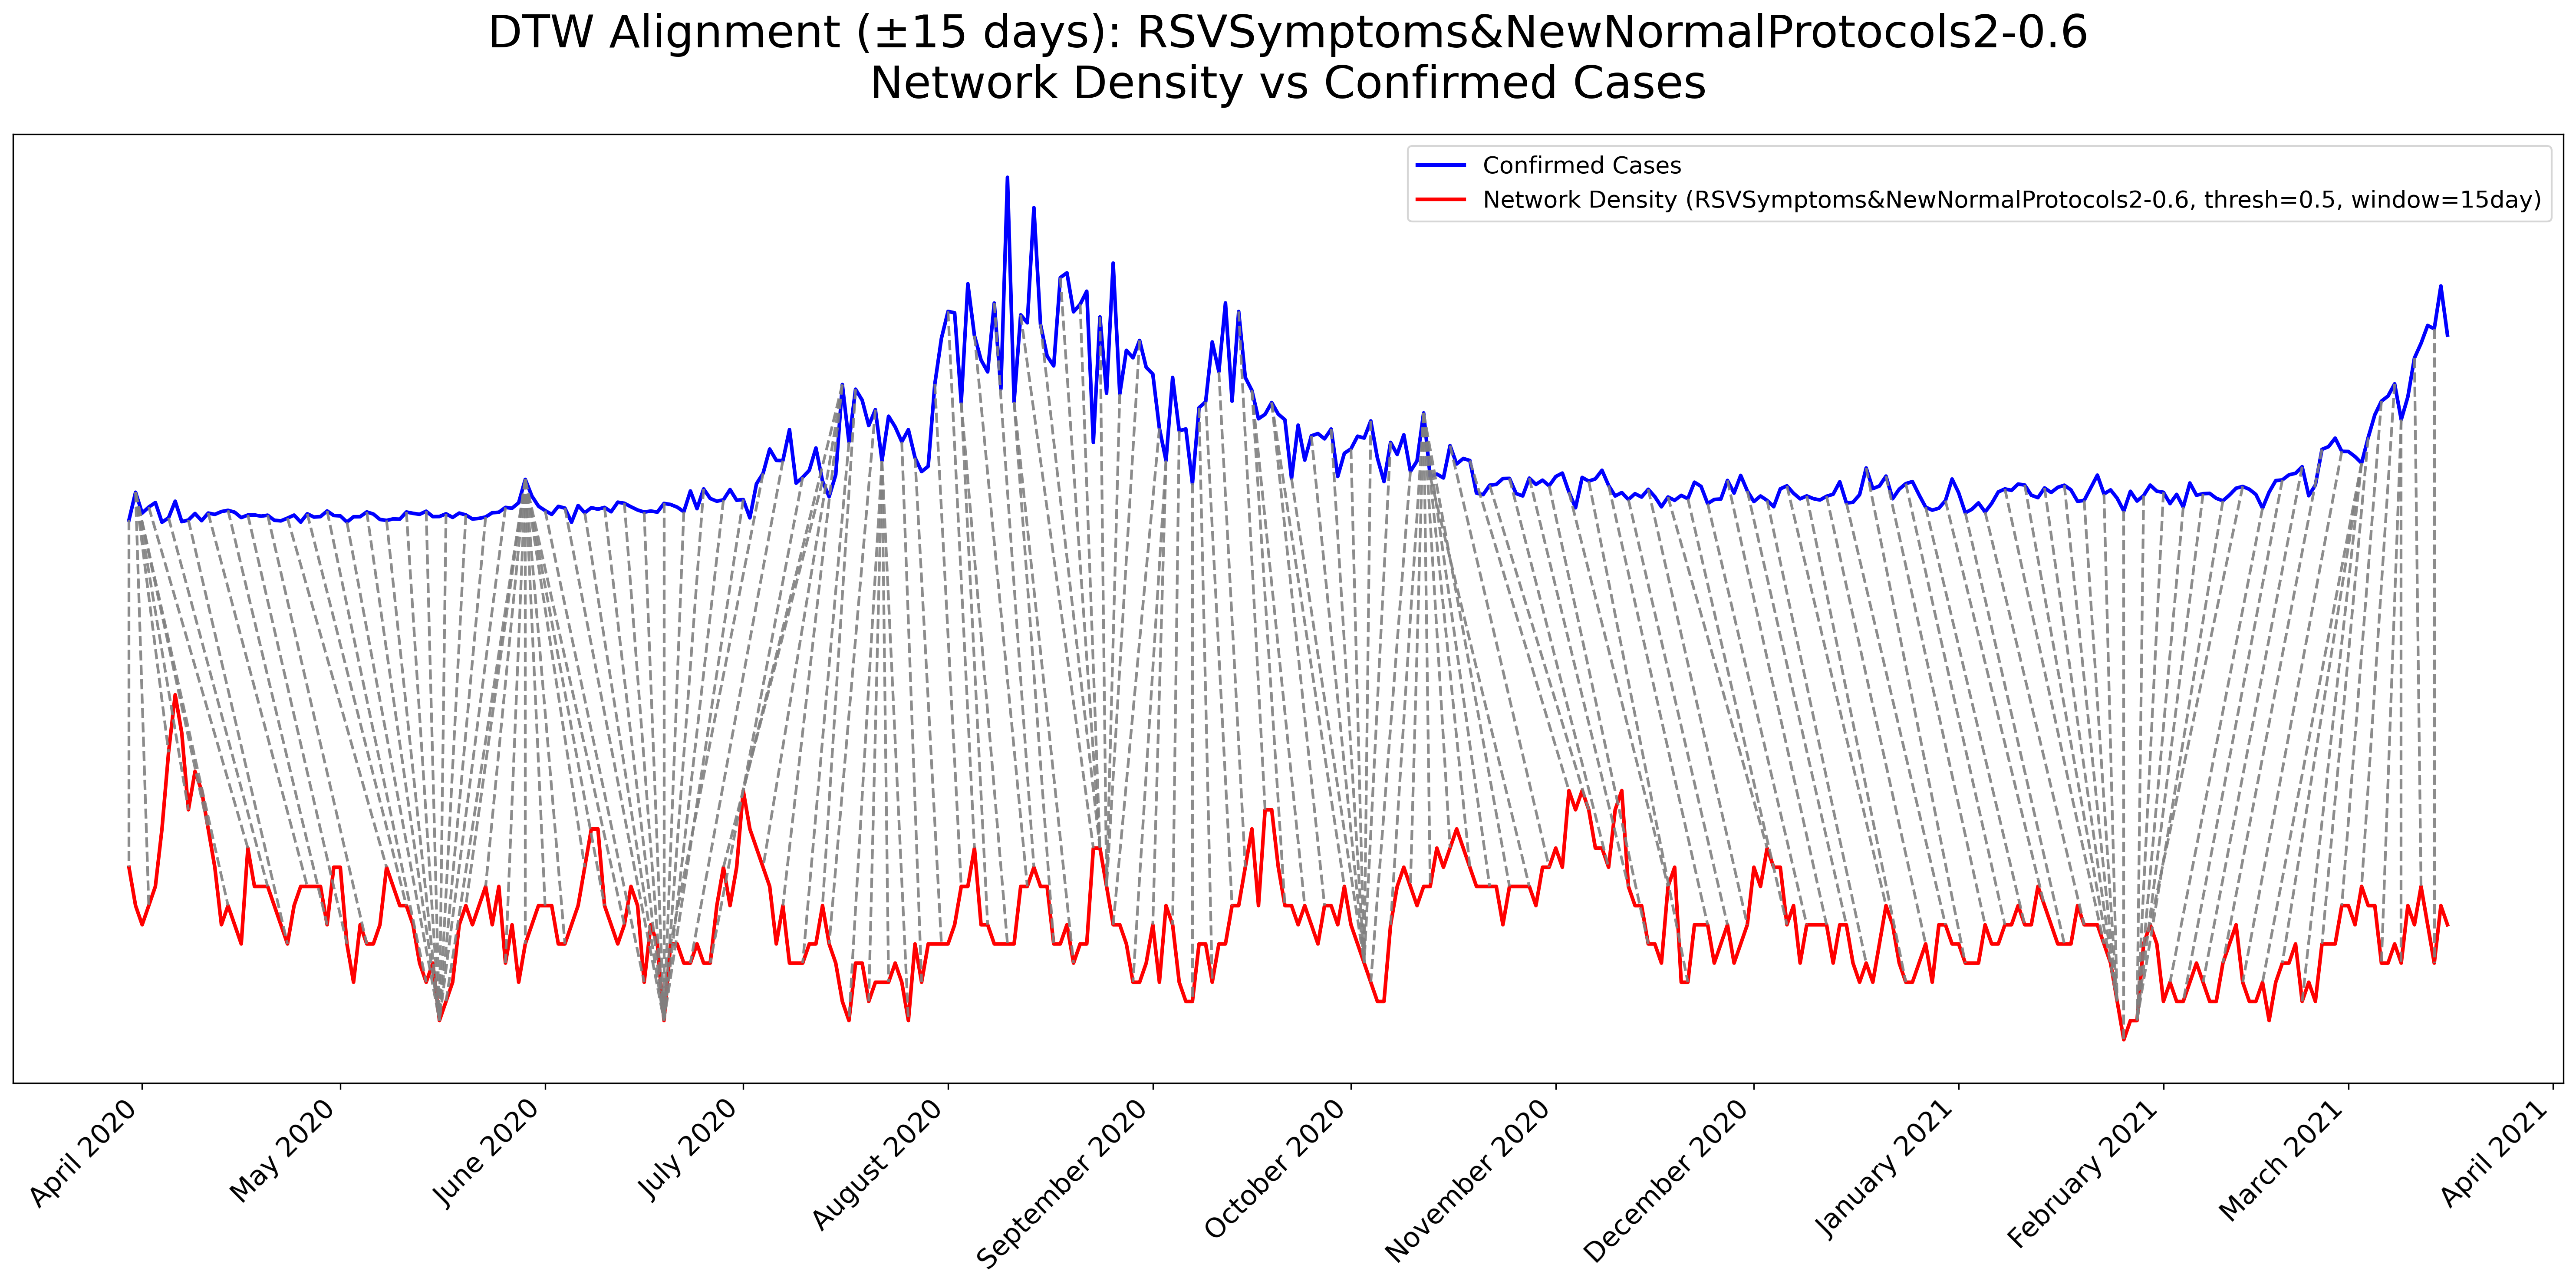 DTW Alignment (±15 days): RSVSymptoms&NewNormalProtocols2-0.6
Network Density vs Confirmed Cases
Confirmed Cases
Network Density (RSVSymptoms&NewNormalProtocols2-0.6, thresh=0.5, window=15day)
April 2020
May 2020
June 2020
July 2020
August 2020
September 2020
October 2020
November 2020
December 2020
January 2021
February 2021
March 2021
April 2021